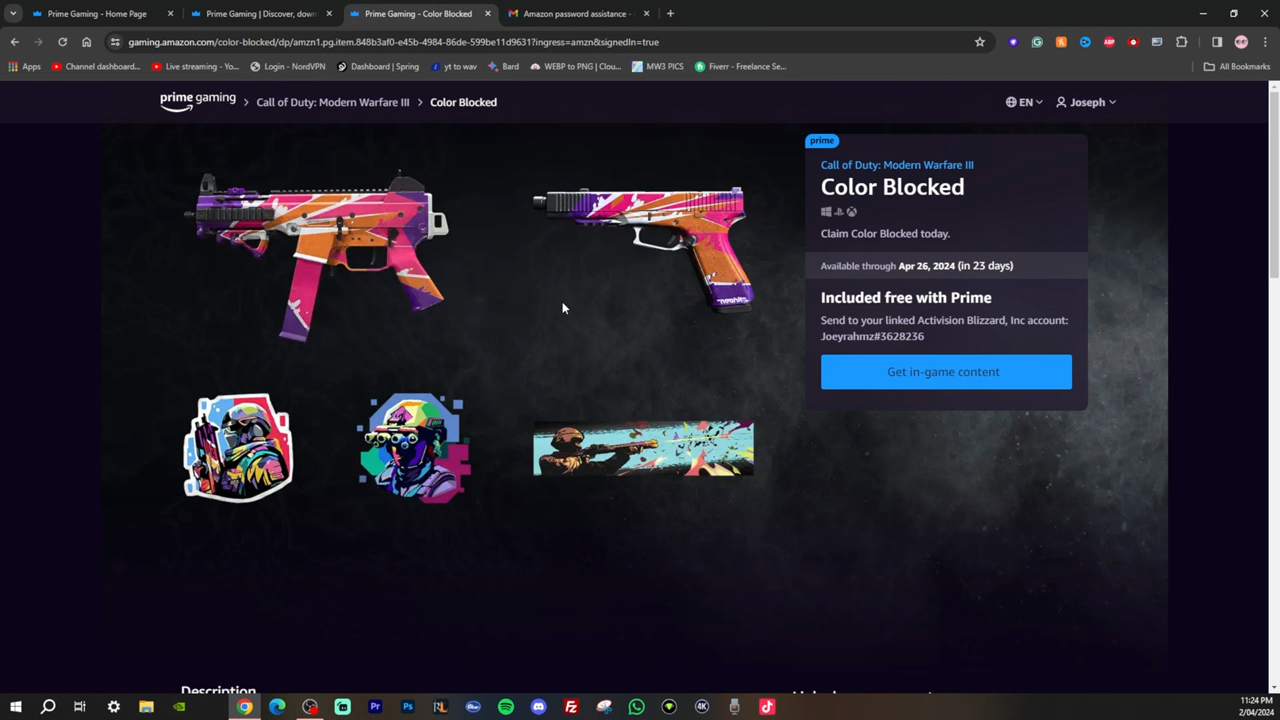 Prime Gaming - Home Page
Prime Gaming | Discover, down
Prime Gaming - Color Blocked
Amazon password assistance -
gaming.amazon.com/color-blocked/dp/amzn1.pg.item.848b3af0-e45b-4984-86de-599be11d9631?ingress=amzn&signedIn=true
Apps
Channel dashboard...
Live streaming - Yo...
Login - NordVPN
Dashboard | Spring
yt to wav
Bard
WEBP to PNG | Clou...
MW3 PICS
Fiverr - Freelance Se...
All Bookmarks
prime gaming
Call of Duty: Modern Warfare III
Color Blocked
EN
Joseph
prime
Call of Duty: Modern Warfare III
Color Blocked
Claim Color Blocked today.
Available through Apr 26, 2024 (in 23 days)
Included free with Prime
Send to your linked Activision Blizzard, Inc account:
Joeyrahmz#3628236
Get in-game content
Description
11:24 PM
2/04/2024